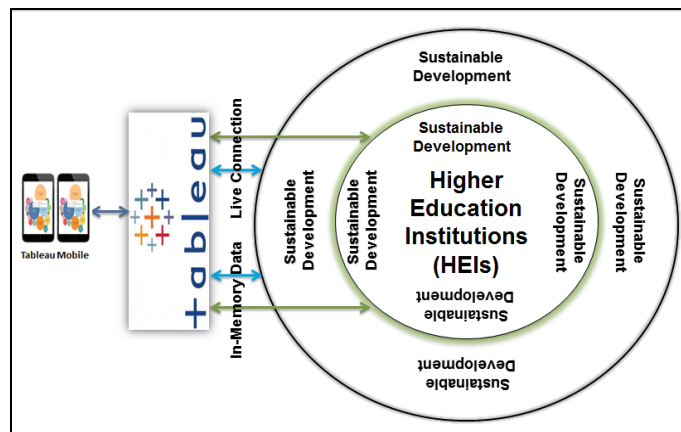 Sustainable
Development
Sustainable
Development
Higher
Education
Institutions
(HEIs)
Sustainable
Development
Sustainable
Development
Sustainable
Development
Sustainable
Development
Sustainable
Development
Sustainable
Development
Live Connection
In-Memory Data
+ableau
Tableau Mobile